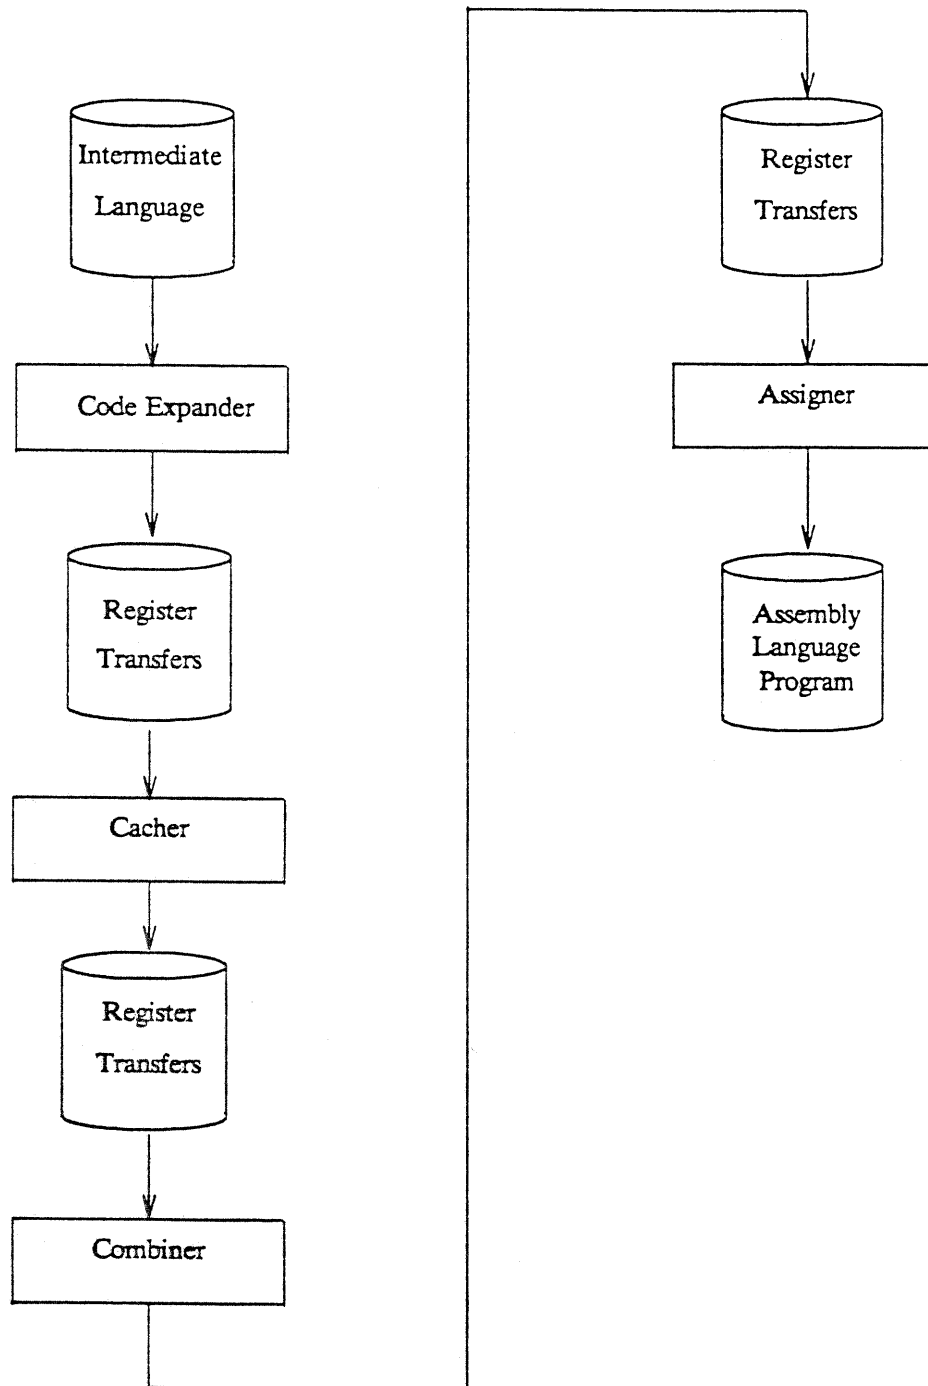 Intermediate
Language
Code Expander
Register
Transfers
Cacher
Register
Transfers
Combiner
Register
Transfers
Assigner
Assembly
Language
Program